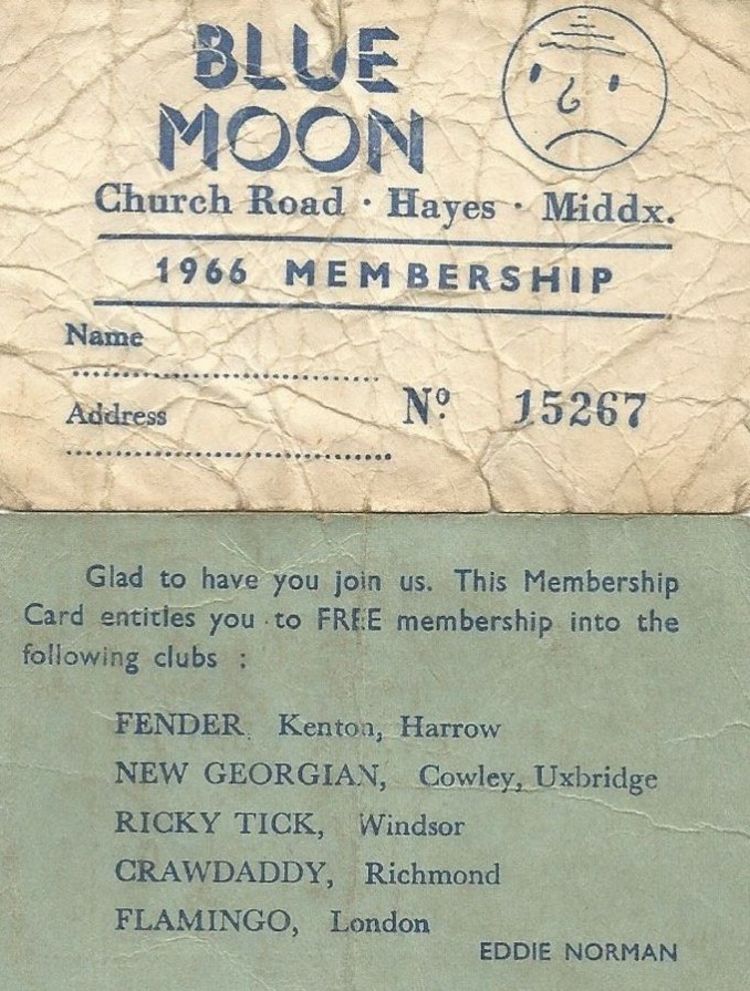 BLUE
MOON
Church Road · Hayes · Middx.
1966 MEMBERSHIP
Name
Address
Nº. 15267
Glad to have you join us. This Membership
Card entitles you to FREE membership into the
following clubs :
FENDER, Kenton, Harrow
NEW GEORGIAN, Cowley, Uxbridge
RICKY TICK, Windsor
CRAWDADDY, Richmond
FLAMINGO, London
EDDIE NORMAN